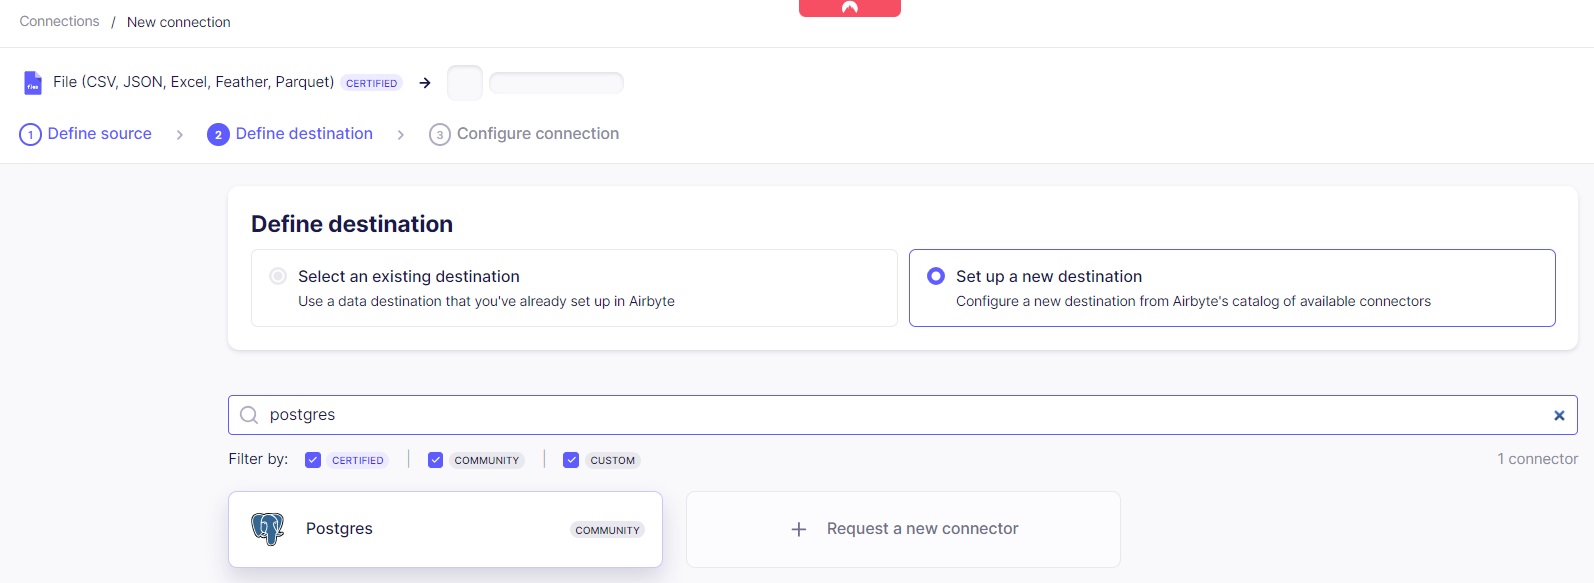 Connections / New connection
File (CSV, JSON, Excel, Feather, Parquet) CERTIFIED
1 Define source 2 Define destination 3 Configure connection
Define destination
Select an existing destination
Use a data destination that you've already set up in Airbyte
Set up a new destination
Configure a new destination from Airbyte's catalog of available connectors
postgres
Filter by: CERTIFIED COMMUNITY CUSTOM 1 connector
Postgres COMMUNITY
Request a new connector